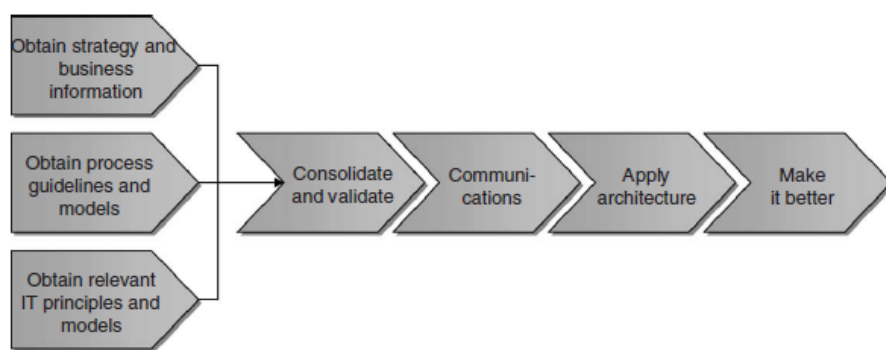 Obtain strategy and
business
information
Obtain process
guidelines and
models
Obtain relevant
IT principles and
models
Consolidate
and validate
Communi-
cations
Apply
architecture
Make
it better